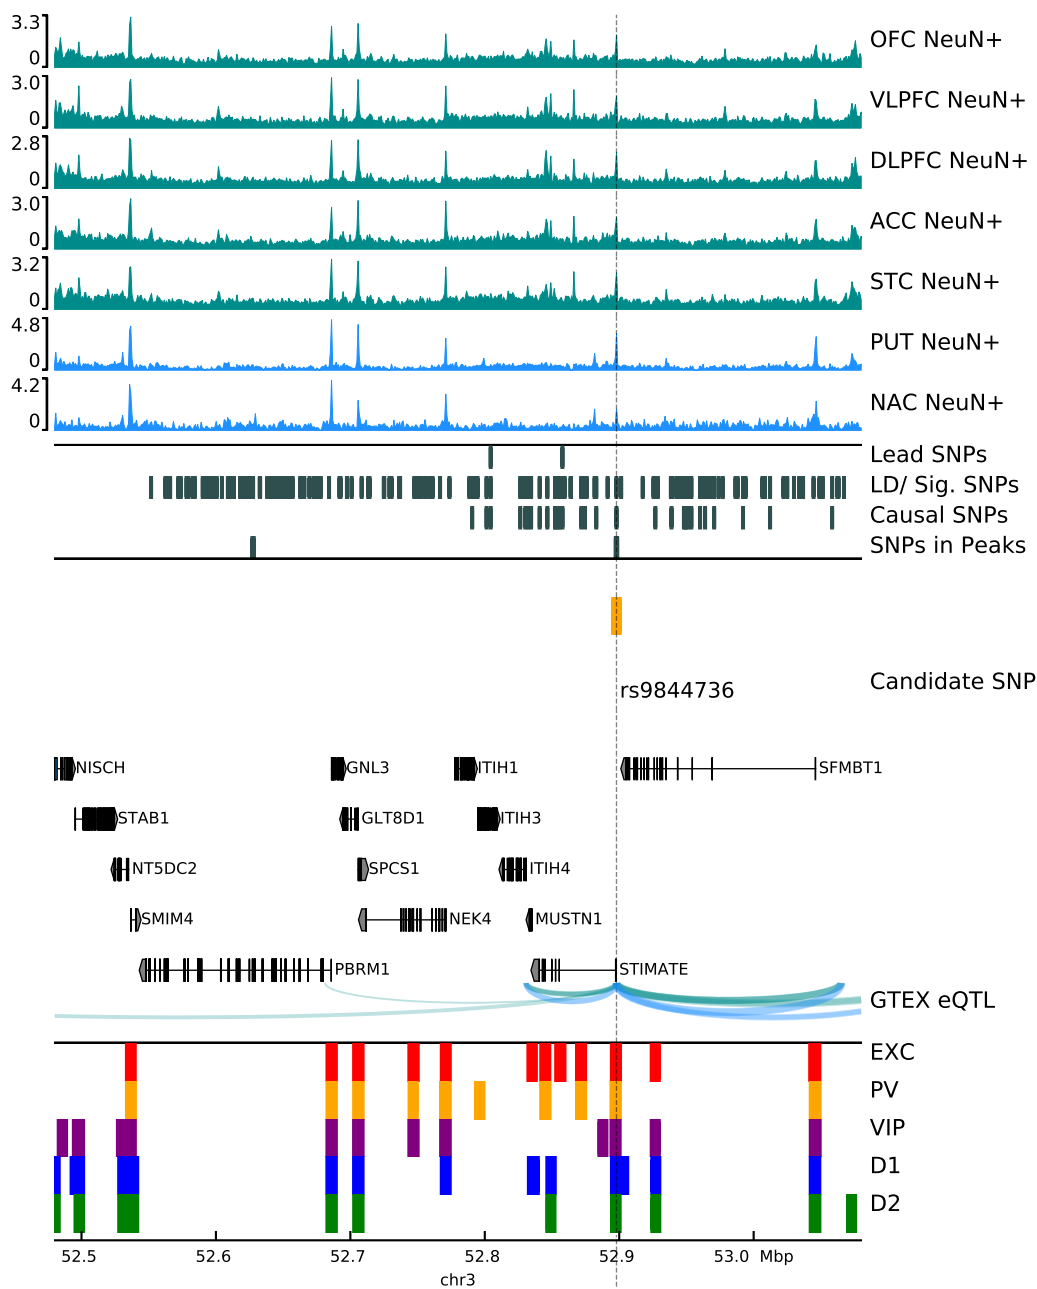 3.3
0
OFC NeuN+
3.0
0
VLPFC NeuN+
2.8
0
DLPFC NeuN+
3.0
0
ACC NeuN+
3.2
0
STC NeuN+
4.8
0
PUT NeuN+
4.2
0
NAC NeuN+
Lead SNPs
LD/ Sig. SNPs
Causal SNPs
SNPs in Peaks
Candidate SNP
rs9844736
NISCH GNL3 ITIH1 SFMBT1
STAB1 GLT8D1 ITIH3
NT5DC2 SPCS1 ITIH4
SMIM4 NEK4 MUSTN1
PBRM1 STIMATE
GTEX eQTL
EXC
PV
VIP
D1
D2
52.5 52.6 52.7 52.8 52.9 53.0 Mbp
chr3